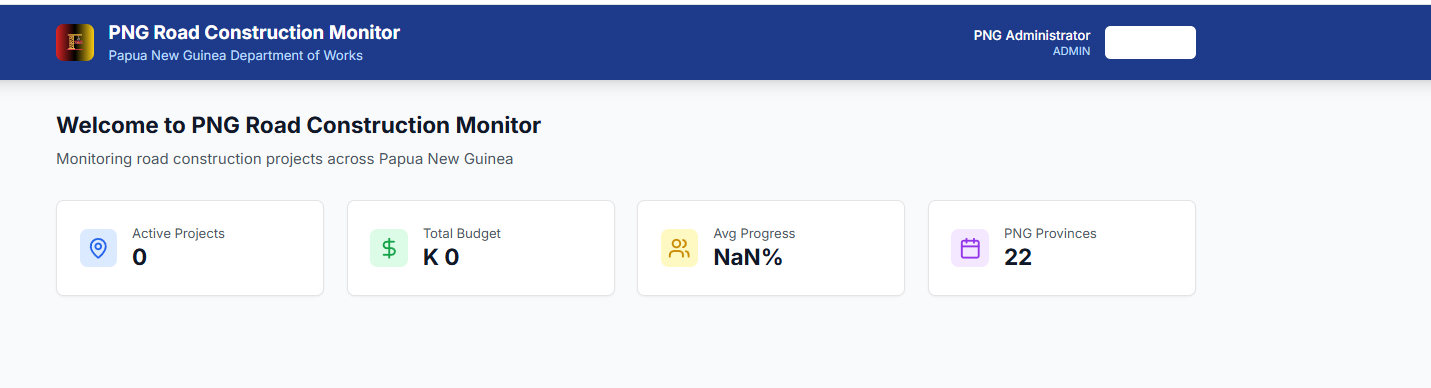 PNG Road Construction Monitor
Papua New Guinea Department of Works
PNG Administrator
ADMIN
Welcome to PNG Road Construction Monitor
Monitoring road construction projects across Papua New Guinea
Active Projects
0
Total Budget
K 0
Avg Progress
NaN%
PNG Provinces
22